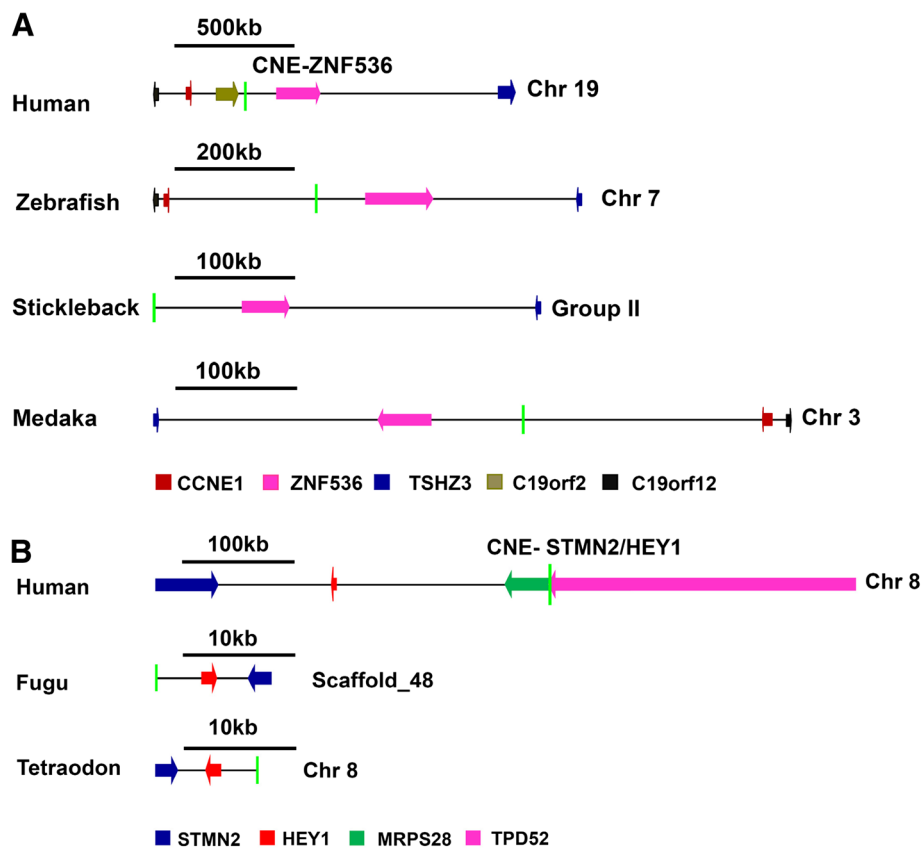 A
500kb
CNE-ZNF536
Human
Chr 19
200kb
Zebrafish
Chr 7
100kb
Stickleback
Group II
100kb
Medaka
Chr 3
CCNE1 ZNF536 TSHZ3 C19orf2 C19orf12
B
100kb
CNE- STMN2/HEY1
Human
Chr 8
10kb
Fugu
Scaffold_48
10kb
Tetraodon
Chr 8
STMN2 HEY1 MRPS28 TPD52